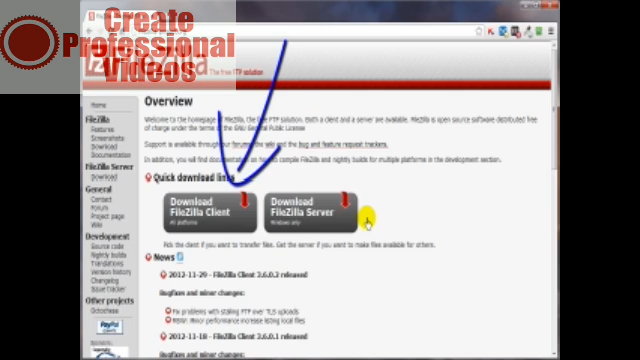 Create
Professional
Videos
FileZilla
The free FTP solution
Home
FileZilla
Features
Screenshots
Download
Documentation
FileZilla Server
Download
General
Contact
Forum
Project page
Wiki
Development
Source code
Nightly builds
Translations
Version history
Changelog
Issue tracker
Other projects
Octochess
PayPal
Overview
Welcome to the homepage of FileZilla, the free FTP solution. Both a client and a server are available. FileZilla is open source software distributed free
of charge under the terms of the GNU General Public License
Support is available through our forums, the wiki and the bug and feature request trackers.
In addition, you will find documentation on how to compile FileZilla and nightly builds for multiple platforms in the development section.
Quick download links
Download
FileZilla Client
All platforms
Download
FileZilla Server
Windows only
Pick the client if you want to transfer files. Get the server if you want to make files available for others.
News
2012-11-29 - FileZilla Client 3.6.0.2 released
Bugfixes and minor changes:
Fix problems with stalling FTP over TLS uploads
MSW: Minor performance increase listing local files
2012-11-18 - FileZilla Client 3.6.0.1 released
Bugfixes and minor changes: